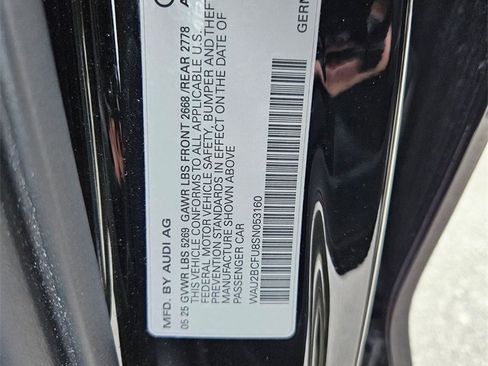 MFD. BY AUDI AG
05 25 GVWR LBS 5269 GAWR LBS FRONT 2668 /REAR 2778
THIS VEHICLE CONFORMS TO ALL APPLICABLE U.S.
FEDERAL MOTOR VEHICLE SAFETY, BUMPER AND THEFT
PREVENTION STANDARDS IN EFFECT ON THE DATE OF
MANUFACTURE SHOWN ABOVE
PASSENGER CAR
WAU2BCFU8SN053160
GERM